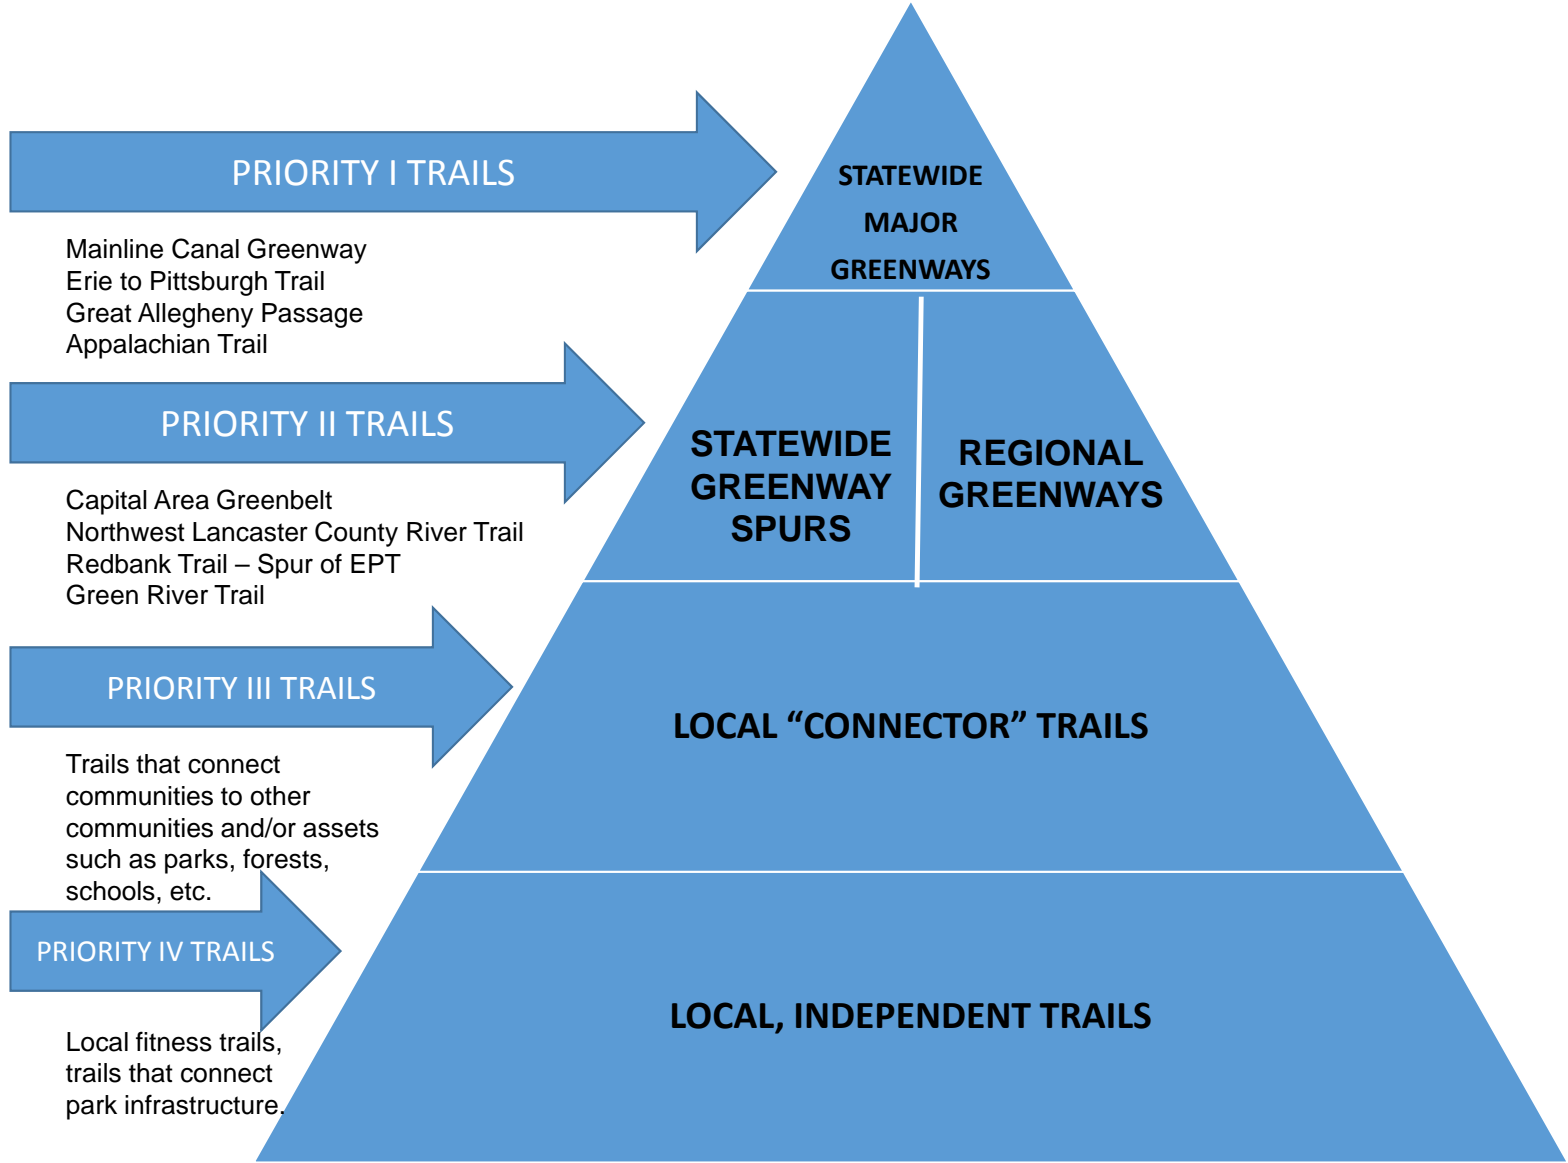 PRIORITY I TRAILS
Mainline Canal Greenway
Erie to Pittsburgh Trail
Great Allegheny Passage
Appalachian Trail
STATEWIDE
MAJOR
GREENWAYS
PRIORITY II TRAILS
Capital Area Greenbelt
Northwest Lancaster County River Trail
Redbank Trail – Spur of EPT
Green River Trail
STATEWIDE
GREENWAY
SPURS
REGIONAL
GREENWAYS
PRIORITY III TRAILS
Trails that connect
communities to other
communities and/or assets
such as parks, forests,
schools, etc.
LOCAL “CONNECTOR” TRAILS
PRIORITY IV TRAILS
Local fitness trails,
trails that connect
park infrastructure.
LOCAL, INDEPENDENT TRAILS